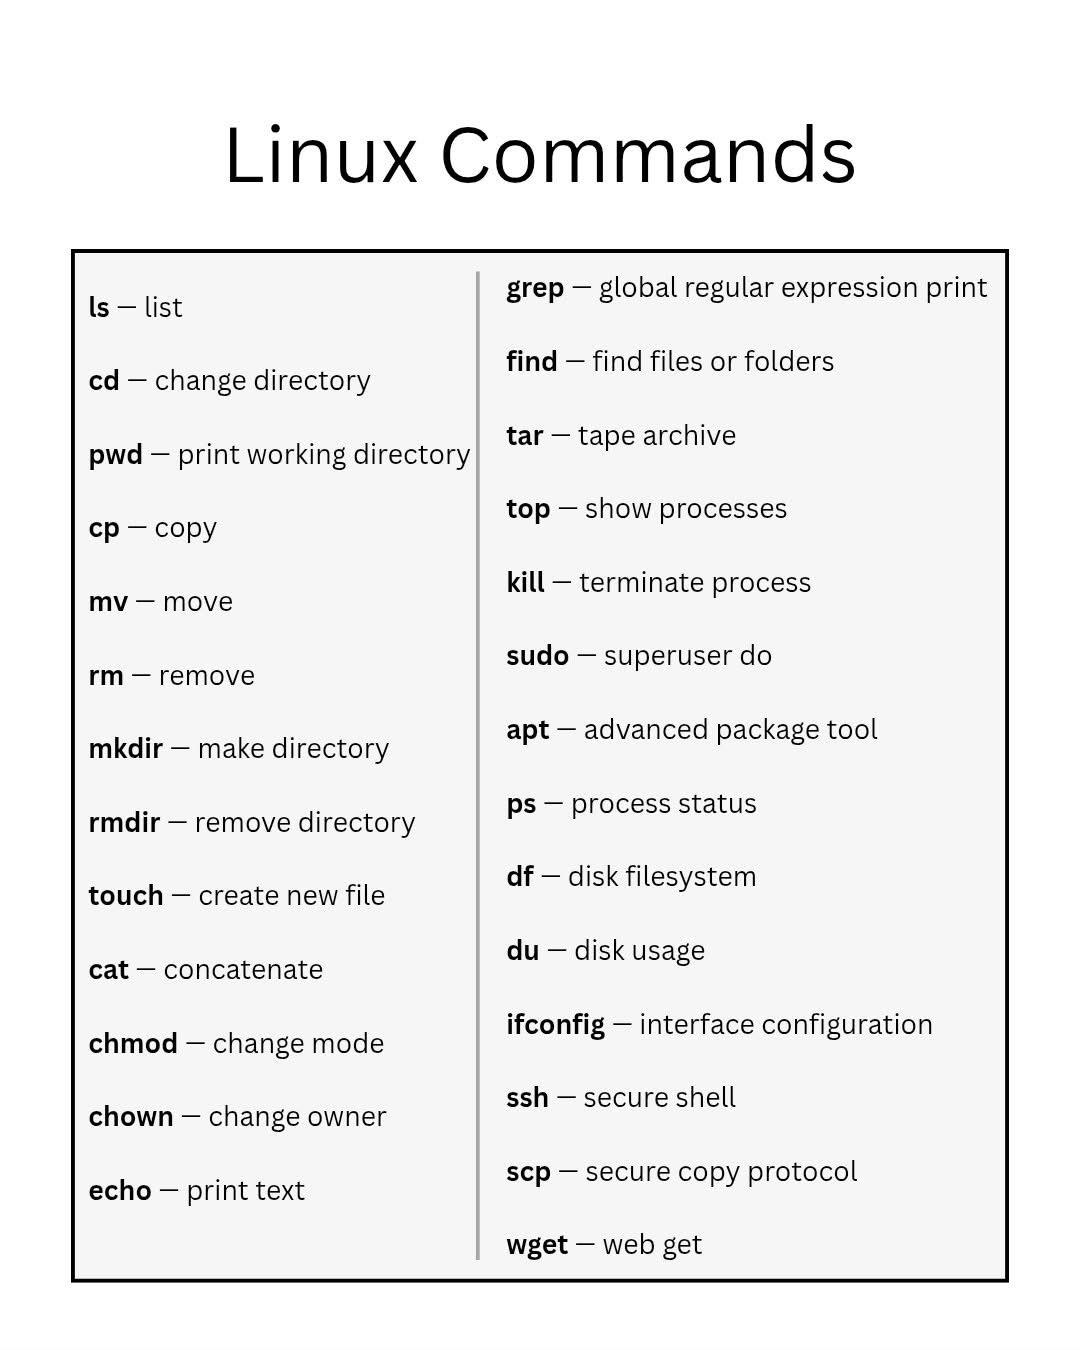 Linux Commands
ls — list
cd — change directory
pwd — print working directory
cp — copy
mv — move
rm — remove
mkdir — make directory
rmdir — remove directory
touch — create new file
cat — concatenate
chmod — change mode
chown — change owner
echo — print text
grep — global regular expression print
find — find files or folders
tar — tape archive
top — show processes
kill — terminate process
sudo — superuser do
apt — advanced package tool
ps — process status
df — disk filesystem
du — disk usage
ifconfig — interface configuration
ssh — secure shell
scp — secure copy protocol
wget — web get